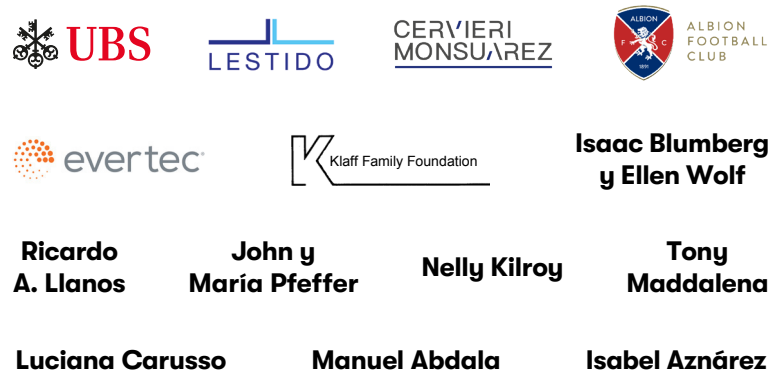 UBS
LESTIDO
CERVIERI
MONSUAREZ
ALBION
F C
1891
ALBION
FOOTBALL
CLUB
evertec
Klaff Family Foundation
Isaac Blumberg
y Ellen Wolf
Ricardo
A. Llanos
John y
María Pfeffer
Nelly Kilroy
Tony
Maddalena
Luciana Carusso
Manuel Abdala
Isabel Aznárez